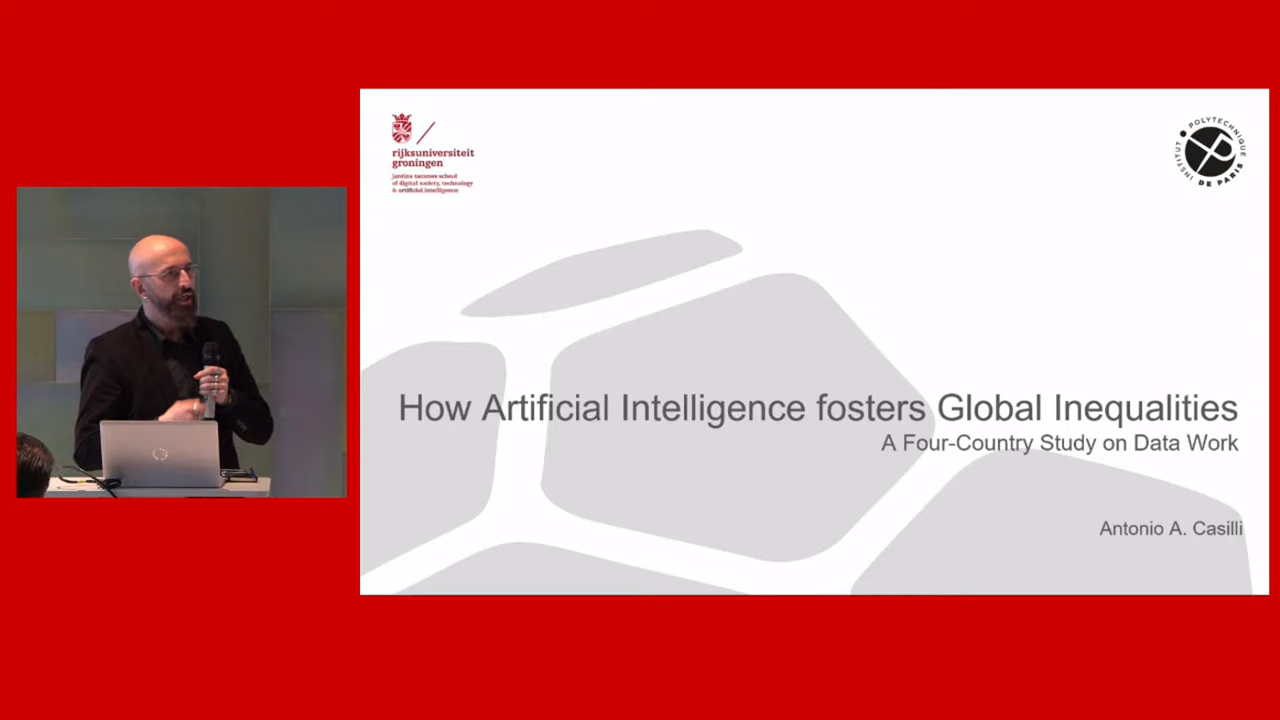 rijksuniversiteit
groningen
jantina tammes school
of digital society, technology
& artificial intelligence
INSTITUT POLYTECHNIQUE
DE PARIS
How Artificial Intelligence fosters Global Inequalities
A Four-Country Study on Data Work
Antonio A. Casilli